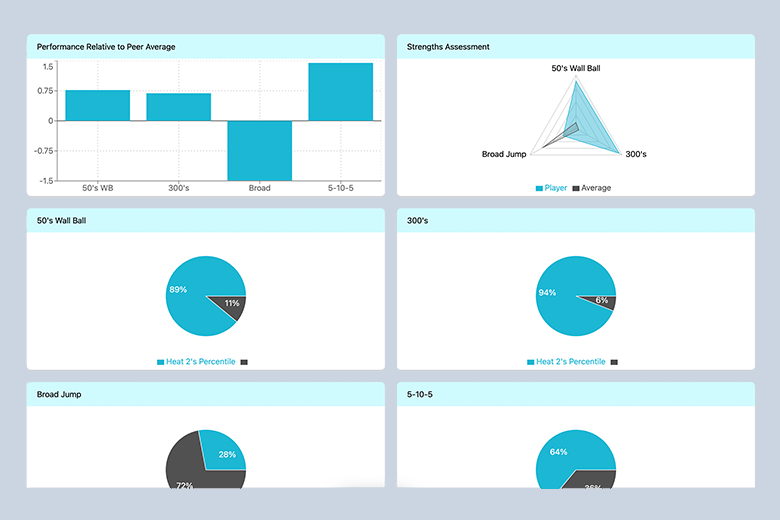 Performance Relative to Peer Average
1.5
0.75
0
-0.75
-1.5
50's WB 300's Broad 5-10-5
Strengths Assessment
50's Wall Ball
Broad Jump 300's
Player Average
50's Wall Ball
89%
11%
Heat 2's Percentile
300's
94%
6%
Heat 2's Percentile
Broad Jump
28%
72%
5-10-5
64%
36%